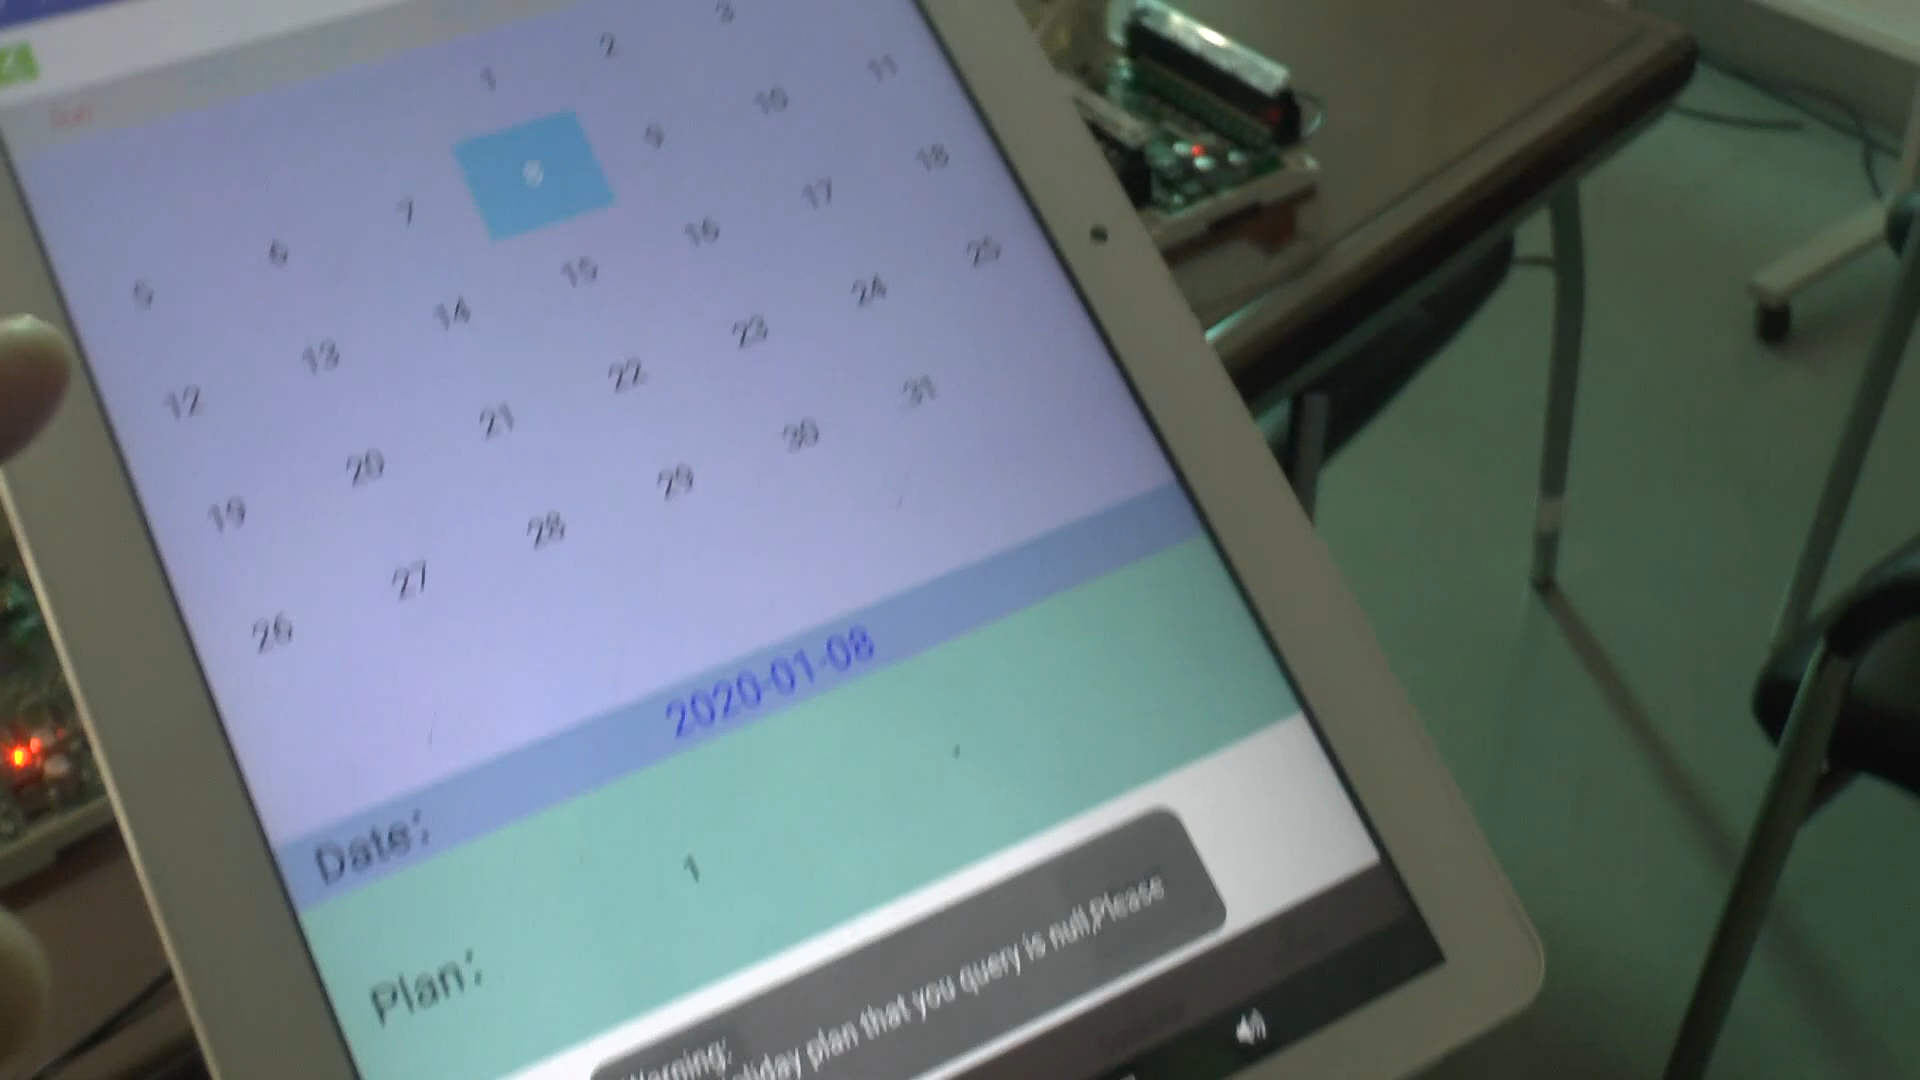 Sun
1 2 3
5 6 7 8 9 10 11
12 13 14 15 16 17 18
19 20 21 22 23 24 25
26 27 28 29 30 31
Date: 2020-01-08
Plan: 1
Warning:
plan that you query is null,Please